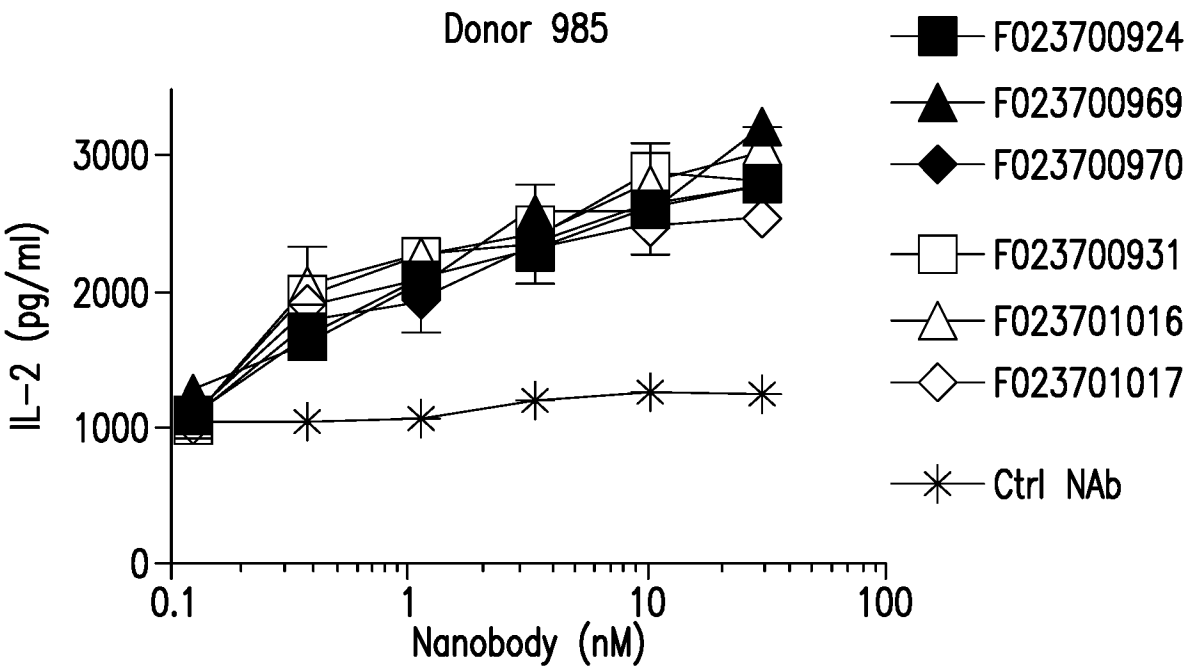 Donor 985
IL-2 (pg/ml)
3000
2000
1000
0
0.1
1
10
100
Nanobody (nM)
F023700924
F023700969
F023700970
F023700931
F023701016
F023701017
Ctrl NAb